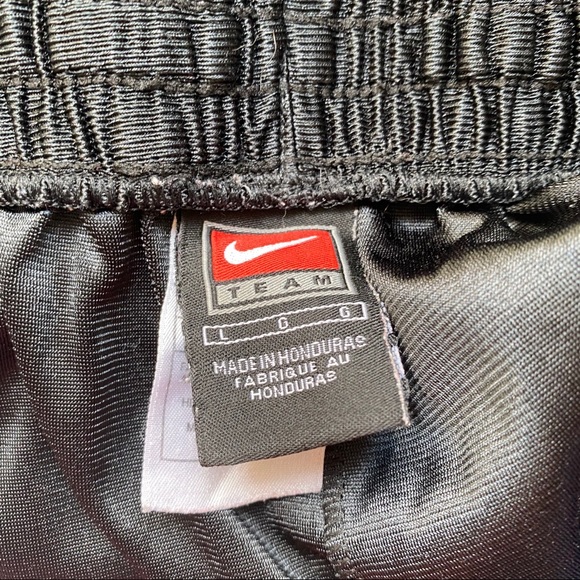 TEAM
L G G
MADE IN HONDURAS
FABRIQUE AU
HONDURAS